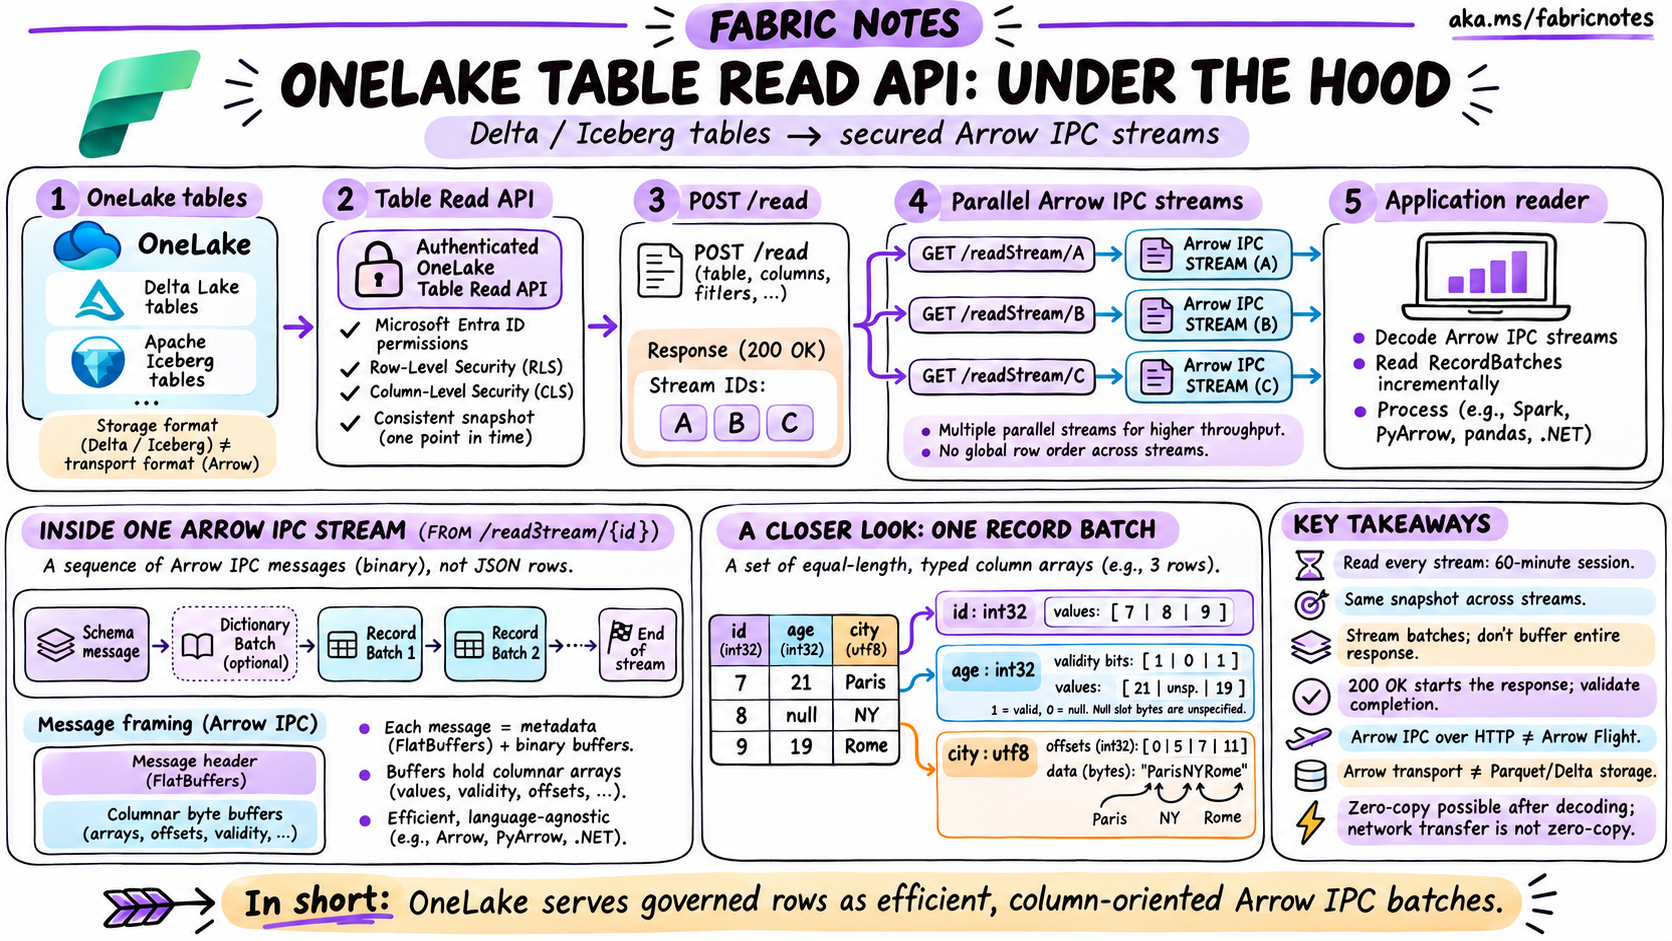 FABRIC NOTES
aka.ms/fabricnotes
ONELAKE TABLE READ API: UNDER THE HOOD
Delta / Iceberg tables → secured Arrow IPC streams
1 OneLake tables
OneLake
Delta Lake
tables
Apache
Iceberg
tables
...
Storage format
(Delta / Iceberg) ≠
transport format (Arrow)
2 Table Read API
Authenticated
OneLake
Table Read API
Microsoft Entra ID
permissions
Row-Level Security (RLS)
Column-Level Security (CLS)
Consistent snapshot
(one point in time)
3 POST /read
POST /read
(table, columns,
fitlers, ...)
Response (200 OK)
Stream IDs:
A B C
4 Parallel Arrow IPC streams
GET /readStream/A
Arrow IPC
STREAM (A)
GET /readStream/B
Arrow IPC
STREAM (B)
GET /readStream/C
Arrow IPC
STREAM (C)
• Multiple parallel streams for higher throughput.
• No global row order across streams.
5 Application reader
• Decode Arrow IPC streams
• Read RecordBatches
incrementally
• Process (e.g., Spark,
PyArrow, pandas, .NET)
INSIDE ONE ARROW IPC STREAM (FROM /read3tream/{id})
A sequence of Arrow IPC messages (binary), not JSON rows.
Schema
message
Dictionary
Batch
(optional)
Record
Batch 1
Record
Batch 2
End
of
stream
Message framing (Arrow IPC)
Message header
(FlatBuffers)
Columnar byte buffers
(arrays, offsets, validity, ...)
• Each message = metadata
(FlatBuffers) + binary buffers.
• Buffers hold columnar arrays
(values, validity, offsets, ...).
• Efficient, language-agnostic
(e.g., Arrow, PyArrow, .NET).
A CLOSER LOOK: ONE RECORD BATCH
A set of equal-length, typed column arrays (e.g., 3 rows).
id age city
(int32) (int32) (utf8)
7 21 Paris
8 null NY
9 19 Rome
id: int32 values: [ 7 | 8 | 9 ]
age: int32
validity bits: [ 1 | 0 | 1 ]
values: [ 21 | unsp. | 19 ]
1 = valid, 0 = null. Null slot bytes are unspecified.
city: utf8
offsets (int32): [ 0 | 5 | 7 | 11 ]
data (bytes): "ParisNYRome"
Paris NY Rome
KEY TAKEAWAYS
Read every stream: 60-minute session.
Same snapshot across streams.
Stream batches; don't buffer entire
response.
200 OK starts the response; validate
completion.
Arrow IPC over HTTP ≠ Arrow Flight.
Arrow transport ≠ Parquet/Delta storage.
Zero-copy possible after decoding;
network transfer is not zero-copy.
In short: OneLake serves governed rows as efficient, column-oriented Arrow IPC batches.